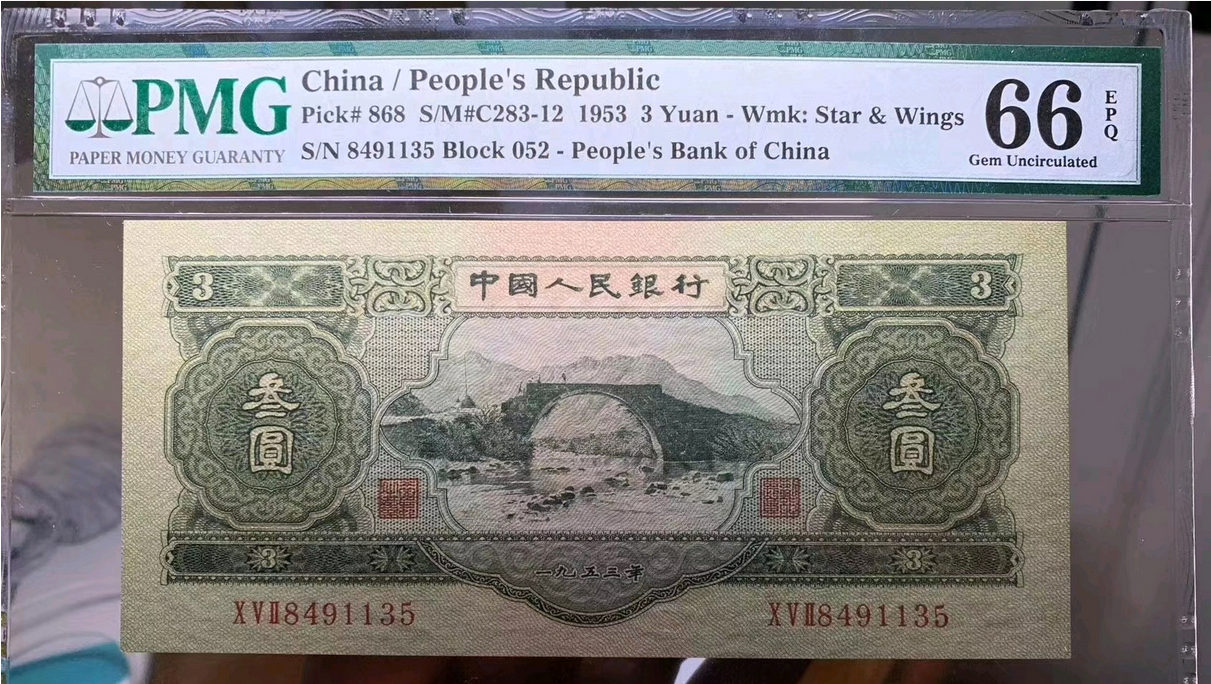 PMG
PAPER MONEY GUARANTY
China / People's Republic
Pick# 868 S/M#C283-12 1953 3 Yuan - Wmk: Star & Wings
S/N 8491135 Block 052 - People's Bank of China
66
EPQ
Gem Uncirculated
3
中國人民銀行
3
叁圓
叁圓
3
3
一九五三年
XVⅡ8491135
XVⅡ8491135